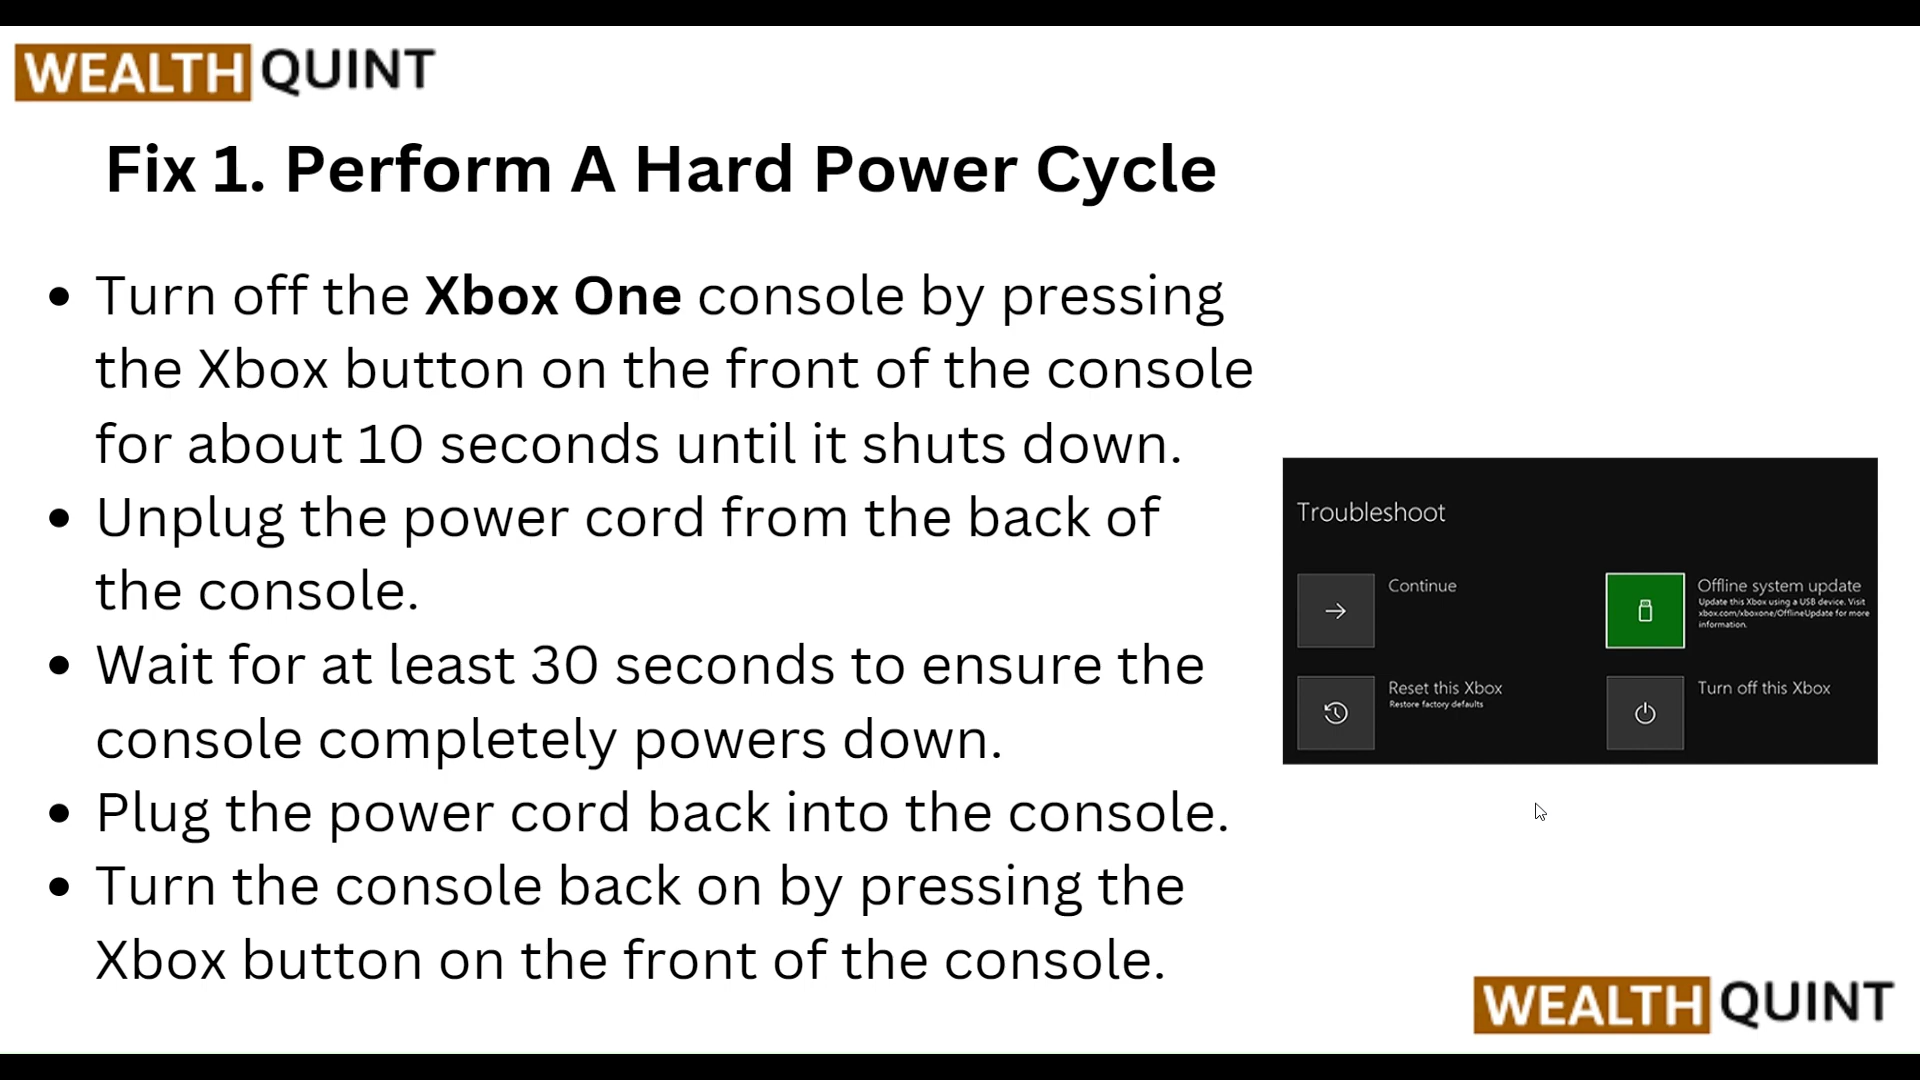 WEALTH QUINT
Fix 1. Perform A Hard Power Cycle
• Turn off the Xbox One console by pressing
the Xbox button on the front of the console
for about 10 seconds until it shuts down.
• Unplug the power cord from the back of
the console.
• Wait for at least 30 seconds to ensure the
console completely powers down.
• Plug the power cord back into the console.
• Turn the console back on by pressing the
Xbox button on the front of the console.
Troubleshoot
Continue
Offline system update
Update this Xbox using a USB device. Visit
xbox.com/xboxone/OfflineUpdate for more
information.
Reset this Xbox
Restore factory defaults
Turn off this Xbox
WEALTH QUINT